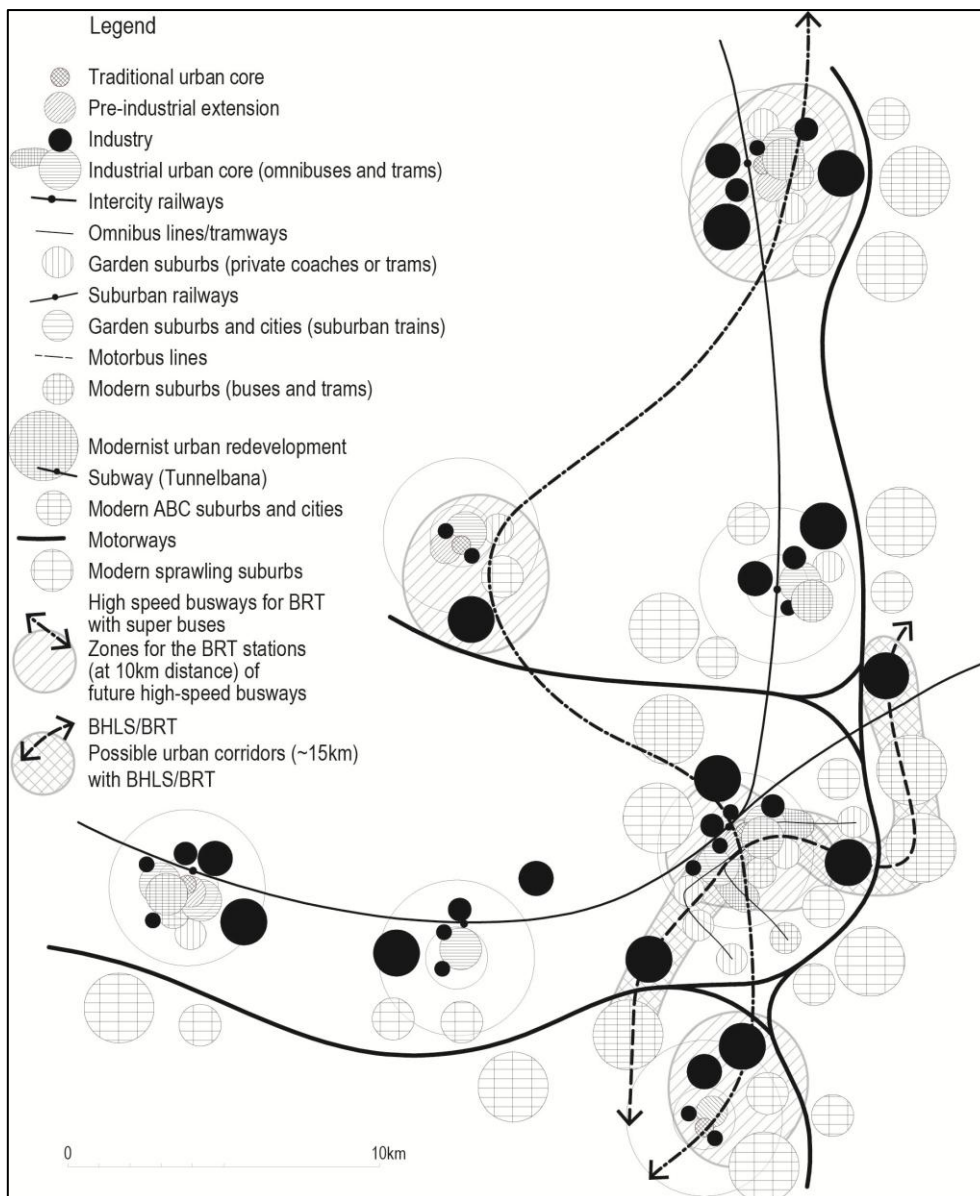 Legend
Traditional urban core
Pre-industrial extension
Industry
Industrial urban core (omnibuses and trams)
Intercity railways
Omnibus lines/tramways
Garden suburbs (private coaches or trams)
Suburban railways
Garden suburbs and cities (suburban trains)
Motorbus lines
Modern suburbs (buses and trams)
Modernist urban redevelopment
Subway (Tunnelbana)
Modern ABC suburbs and cities
Motorways
Modern sprawling suburbs
High speed busways for BRT
with super buses
Zones for the BRT stations
(at 10km distance) of
future high-speed busways
BHLS/BRT
Possible urban corridors (~15km)
with BHLS/BRT
0
10km